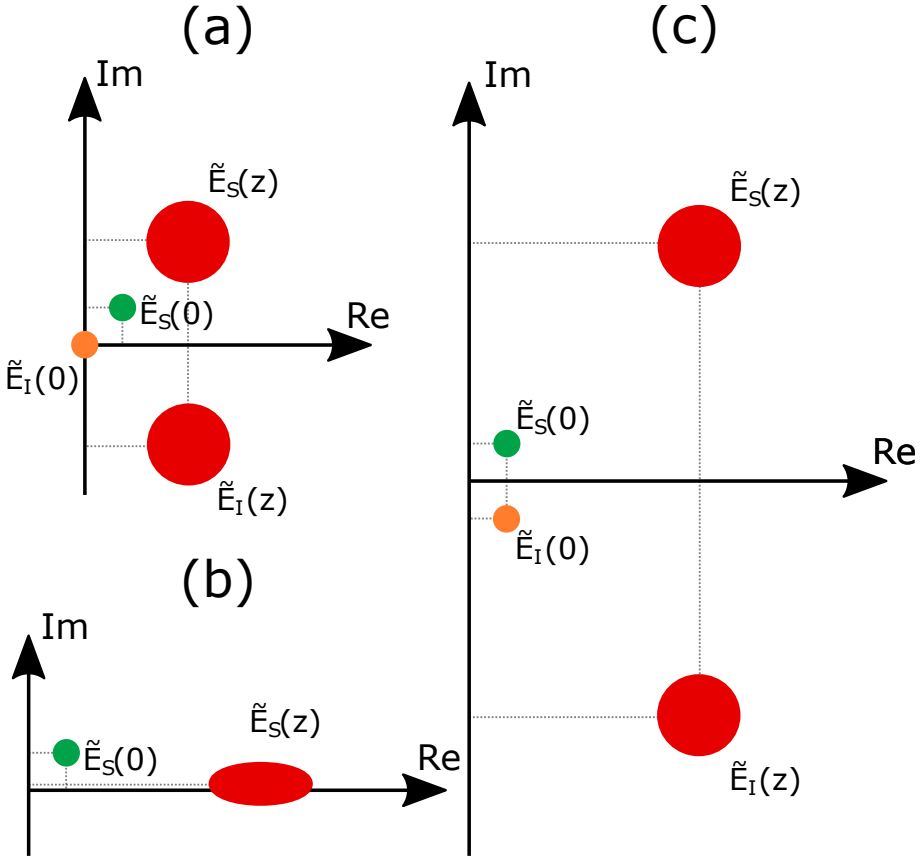 (a)
Im
Ẽ_S(z)
Ẽ_S(0)
Re
Ẽ_I(0)
Ẽ_I(z)
(b)
Im
Ẽ_S(z)
Ẽ_S(0)
Re
(c)
Im
Ẽ_S(z)
Ẽ_S(0)
Re
Ẽ_I(0)
Ẽ_I(z)